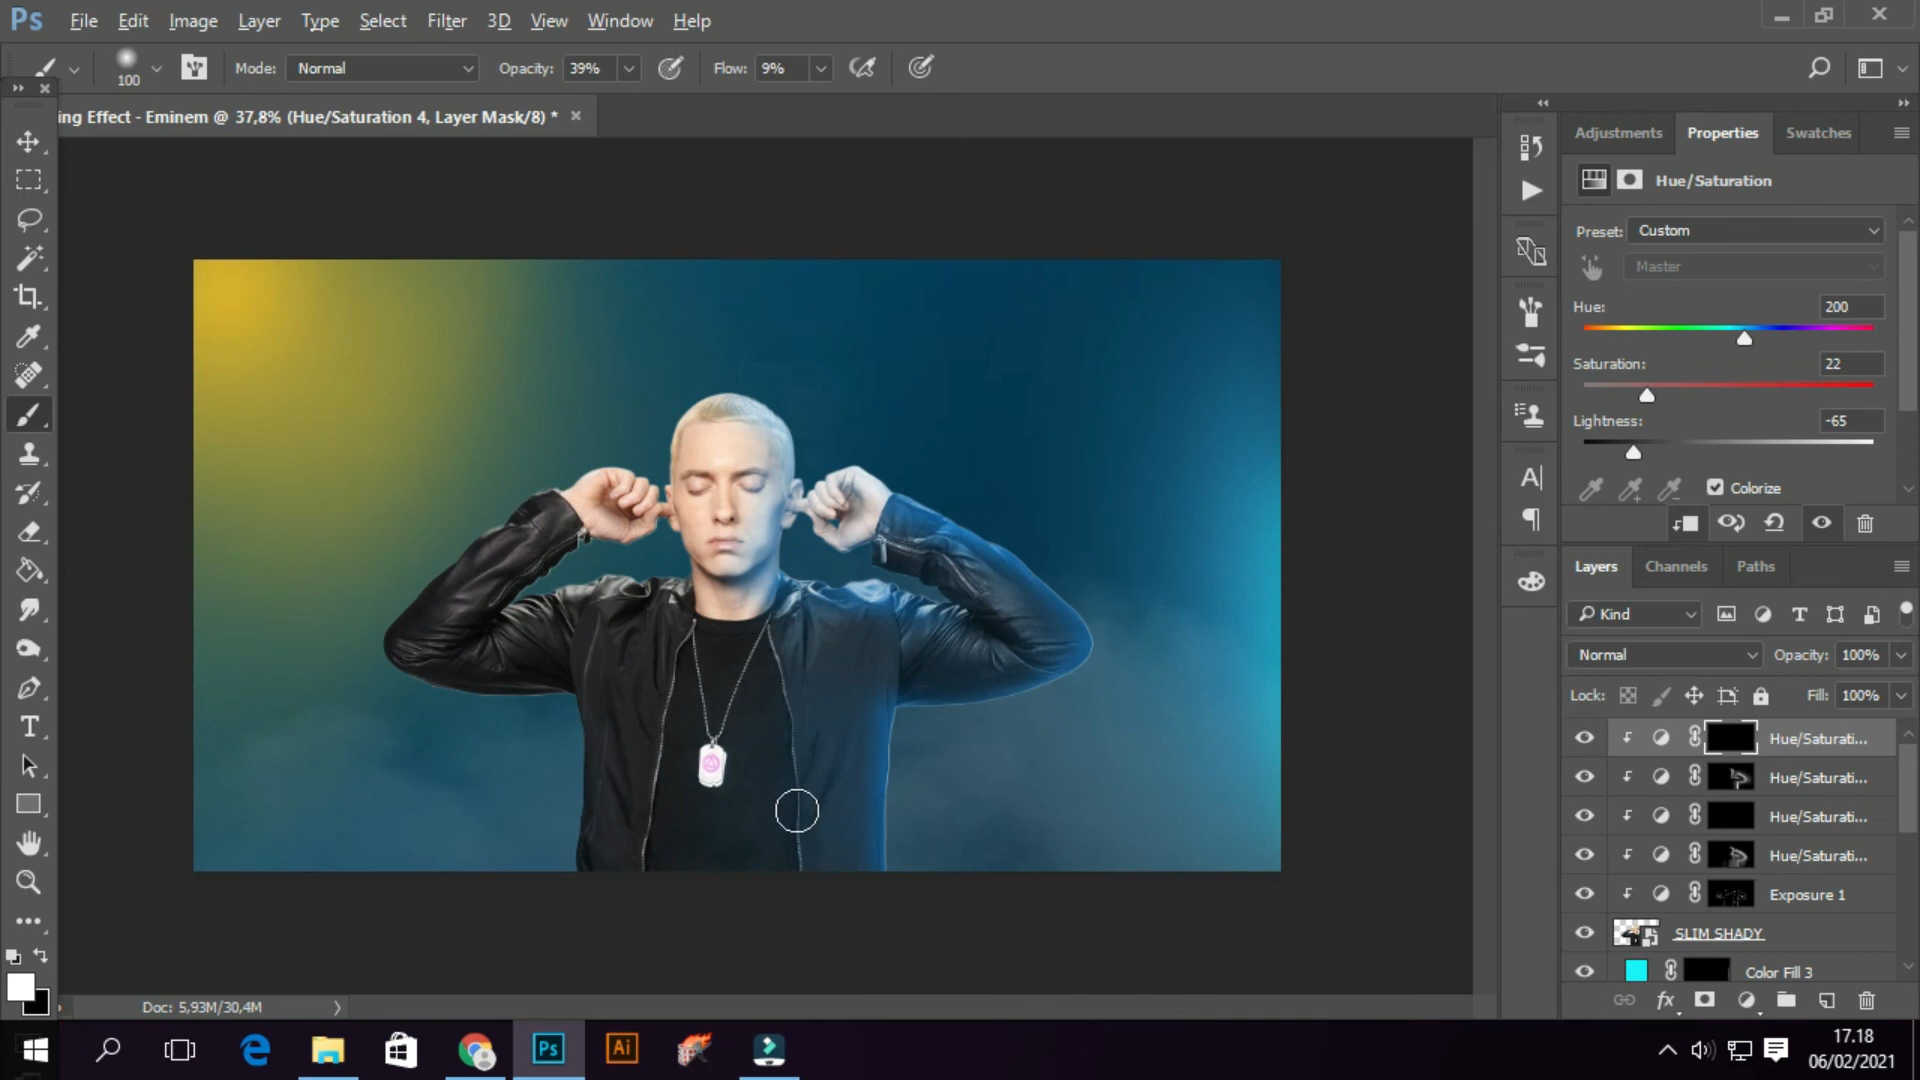 Ps File Edit Image Layer Type Select Filter 3D View Window Help
100 Mode: Normal Opacity: 39% Flow: 9%
ing Effect - Eminem @ 37,8% (Hue/Saturation 4, Layer Mask/8) *
Adjustments Properties Swatches
Hue/Saturation
Preset: Custom
Master
Hue: 200
Saturation: 22
Lightness: -65
Colorize
Layers Channels Paths
Kind
Normal Opacity: 100%
Lock: Fill: 100%
Hue/Saturati...
Hue/Saturati...
Hue/Saturati...
Hue/Saturati...
Exposure 1
SLIM SHADY
Color Fill 3
fx
Doc: 5,93M/30,4M
Ps Ai
17.18
06/02/2021